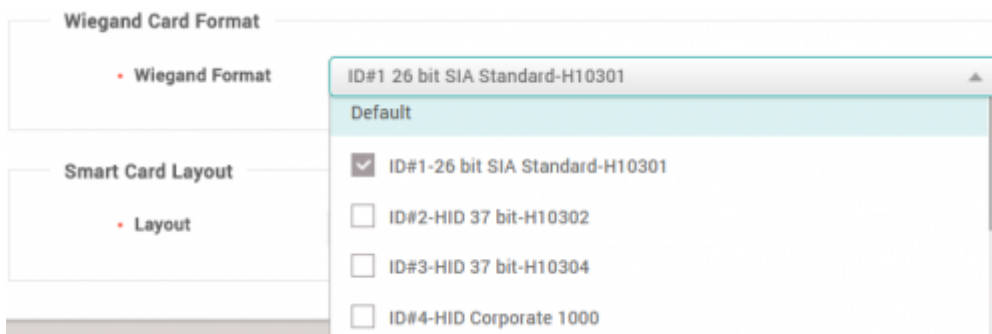 Wiegand Card Format
Wiegand Format
ID#1 26 bit SIA Standard-H10301
Default
ID#1-26 bit SIA Standard-H10301
Smart Card Layout
ID#2-HID 37 bit-H10302
Layout
ID#3-HID 37 bit-H10304
ID#4-HID Corporate 1000